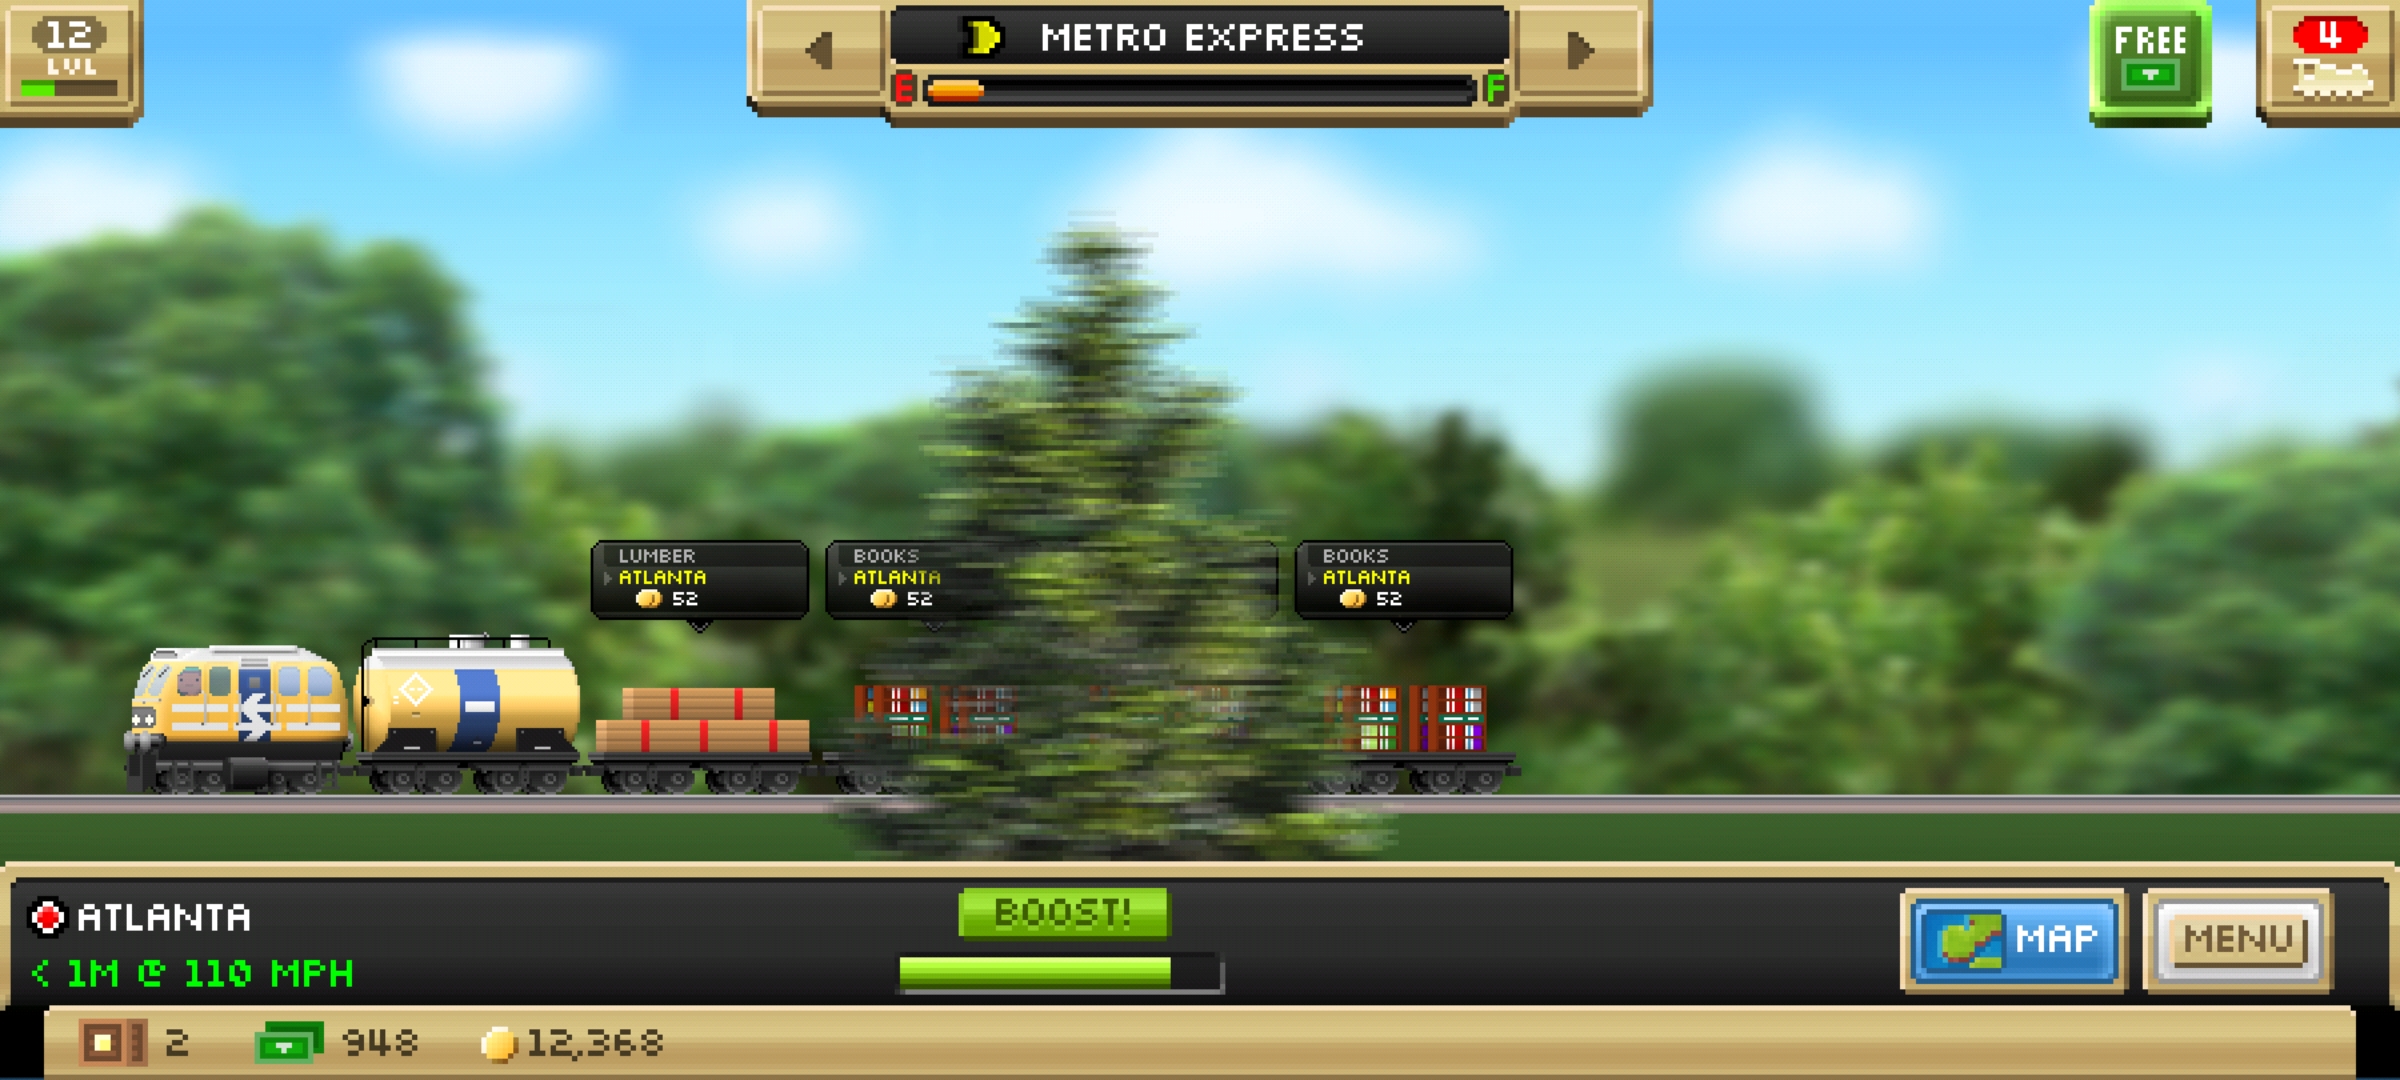 12
LVL
METRO EXPRESS
E
F
FREE
4
LUMBER
ATLANTA
52
BOOKS
ATLANTA
52
BOOKS
ATLANTA
52
ATLANTA
< 1M @ 110 MPH
BOOST!
MAP
MENU
2
948
12,368